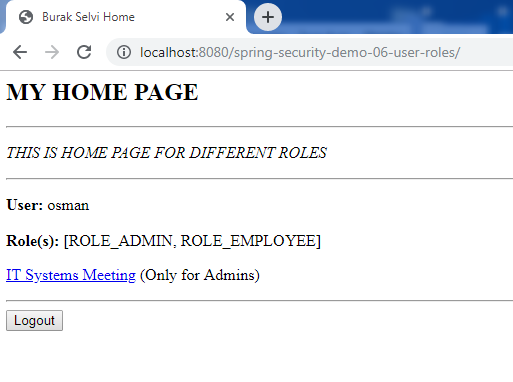 Burak Selvi Home
localhost:8080/spring-security-demo-06-user-roles/
MY HOME PAGE
THIS IS HOME PAGE FOR DIFFERENT ROLES
User: osman
Role(s): [ROLE_ADMIN, ROLE_EMPLOYEE]
IT Systems Meeting (Only for Admins)
Logout